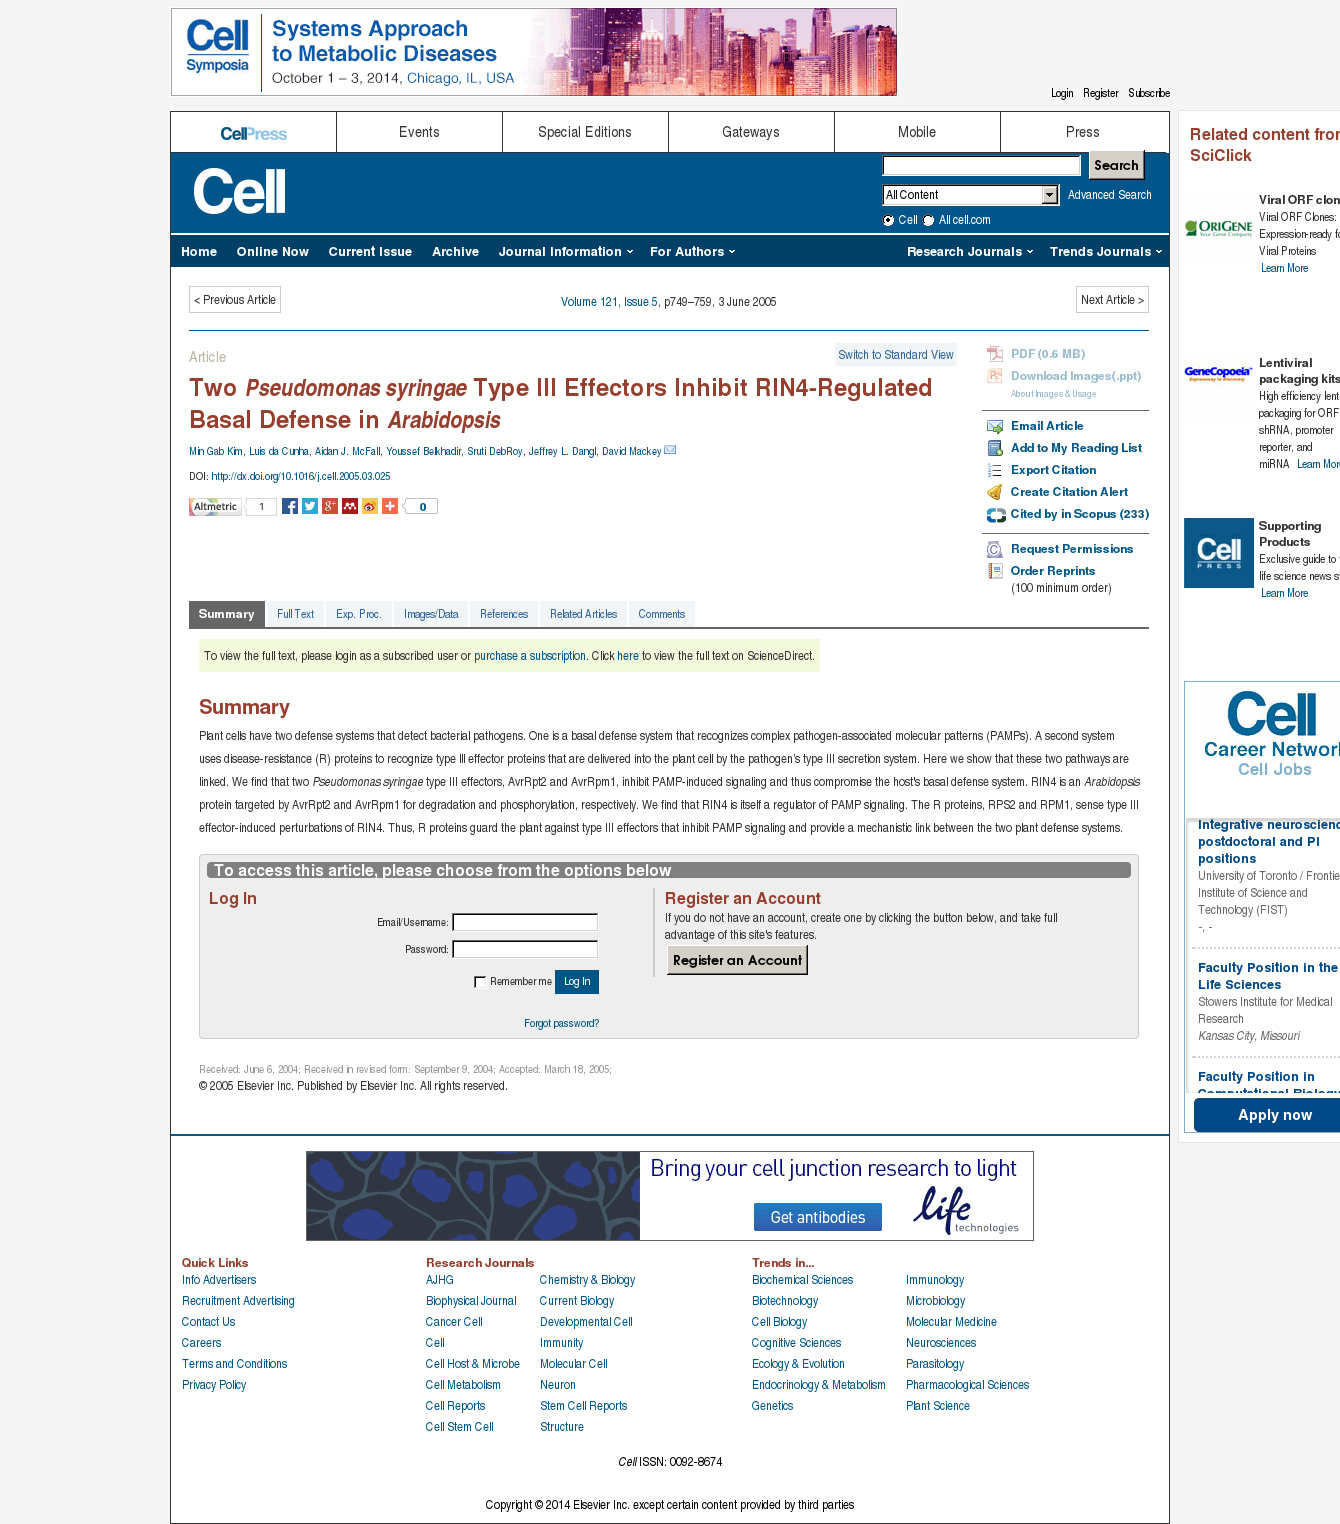 Cell
Symposia
Systems Approach
to Metabolic Diseases
October 1 – 3, 2014, Chicago, IL, USA
Login Register Subscribe
CellPress Events Special Editions Gateways Mobile Press
Cell
Search
All Content Advanced Search
Cell All cell.com
Home Online Now Current Issue Archive Journal Information For Authors Research Journals Trends Journals
< Previous Article Volume 121, Issue 5, p749–759, 3 June 2005 Next Article >
Article Switch to Standard View
Two Pseudomonas syringae Type III Effectors Inhibit RIN4-Regulated
Basal Defense in Arabidopsis
Min Gab Kim, Luis da Cunha, Aidan J. McFall, Youssef Belkhadir, Sruti DebRoy, Jeffrey L. Dangl, David Mackey
DOI: http://dx.doi.org/10.1016/j.cell.2005.03.025
Altmetric 1 0
PDF (0.6 MB)
Download Images(.ppt)
About Images & Usage
Email Article
Add to My Reading List
Export Citation
Create Citation Alert
Cited by in Scopus (233)
Request Permissions
Order Reprints
(100 minimum order)
Summary Full Text Exp. Proc. Images/Data References Related Articles Comments
To view the full text, please login as a subscribed user or purchase a subscription. Click here to view the full text on ScienceDirect.
Summary
Plant cells have two defense systems that detect bacterial pathogens. One is a basal defense system that recognizes complex pathogen-associated molecular patterns (PAMPs). A second system
uses disease-resistance (R) proteins to recognize type III effector proteins that are delivered into the plant cell by the pathogen's type III secretion system. Here we show that these two pathways are
linked. We find that two Pseudomonas syringae type III effectors, AvrRpt2 and AvrRpm1, inhibit PAMP-induced signaling and thus compromise the host's basal defense system. RIN4 is an Arabidopsis
protein targeted by AvrRpt2 and AvrRpm1 for degradation and phosphorylation, respectively. We find that RIN4 is itself a regulator of PAMP signaling. The R proteins, RPS2 and RPM1, sense type III
effector-induced perturbations of RIN4. Thus, R proteins guard the plant against type III effectors that inhibit PAMP signaling and provide a mechanistic link between the two plant defense systems.
To access this article, please choose from the options below
Log In
Email/Username:
Password:
Remember me Log In
Forgot password?
Register an Account
If you do not have an account, create one by clicking the button below, and take full
advantage of this site's features.
Register an Account
Received: June 6, 2004; Received in revised form: September 9, 2004; Accepted: March 18, 2005;
© 2005 Elsevier Inc. Published by Elsevier Inc. All rights reserved.
Related content from
SciClick
ORIGENE
Your Gene Company
Viral ORF clon
Viral ORF Clones:
Expression-ready fo
Viral Proteins
Learn More
GeneCopoeia
Expressway to Discovery
Lentiviral
packaging kits
High efficiency lent
packaging for ORF
shRNA, promoter
reporter, and
miRNA Learn More
Cell
PRESS
Supporting
Products
Exclusive guide to
life science news s
Learn More
Cell
Career Network
Cell Jobs
Integrative neuroscienc
postdoctoral and PI
positions
University of Toronto / Frontie
Institute of Science and
Technology (FIST)
-, -
Faculty Position in the
Life Sciences
Stowers Institute for Medical
Research
Kansas City, Missouri
Faculty Position in
Computational Biology
Apply now
Bring your cell junction research to light
Get antibodies
life
technologies
Quick Links
Info Advertisers
Recruitment Advertising
Contact Us
Careers
Terms and Conditions
Privacy Policy
Research Journals
AJHG Chemistry & Biology
Biophysical Journal Current Biology
Cancer Cell Developmental Cell
Cell Immunity
Cell Host & Microbe Molecular Cell
Cell Metabolism Neuron
Cell Reports Stem Cell Reports
Cell Stem Cell Structure
Trends in...
Biochemical Sciences Immunology
Biotechnology Microbiology
Cell Biology Molecular Medicine
Cognitive Sciences Neurosciences
Ecology & Evolution Parasitology
Endocrinology & Metabolism Pharmacological Sciences
Genetics Plant Science
Cell ISSN: 0092-8674
Copyright © 2014 Elsevier Inc. except certain content provided by third parties